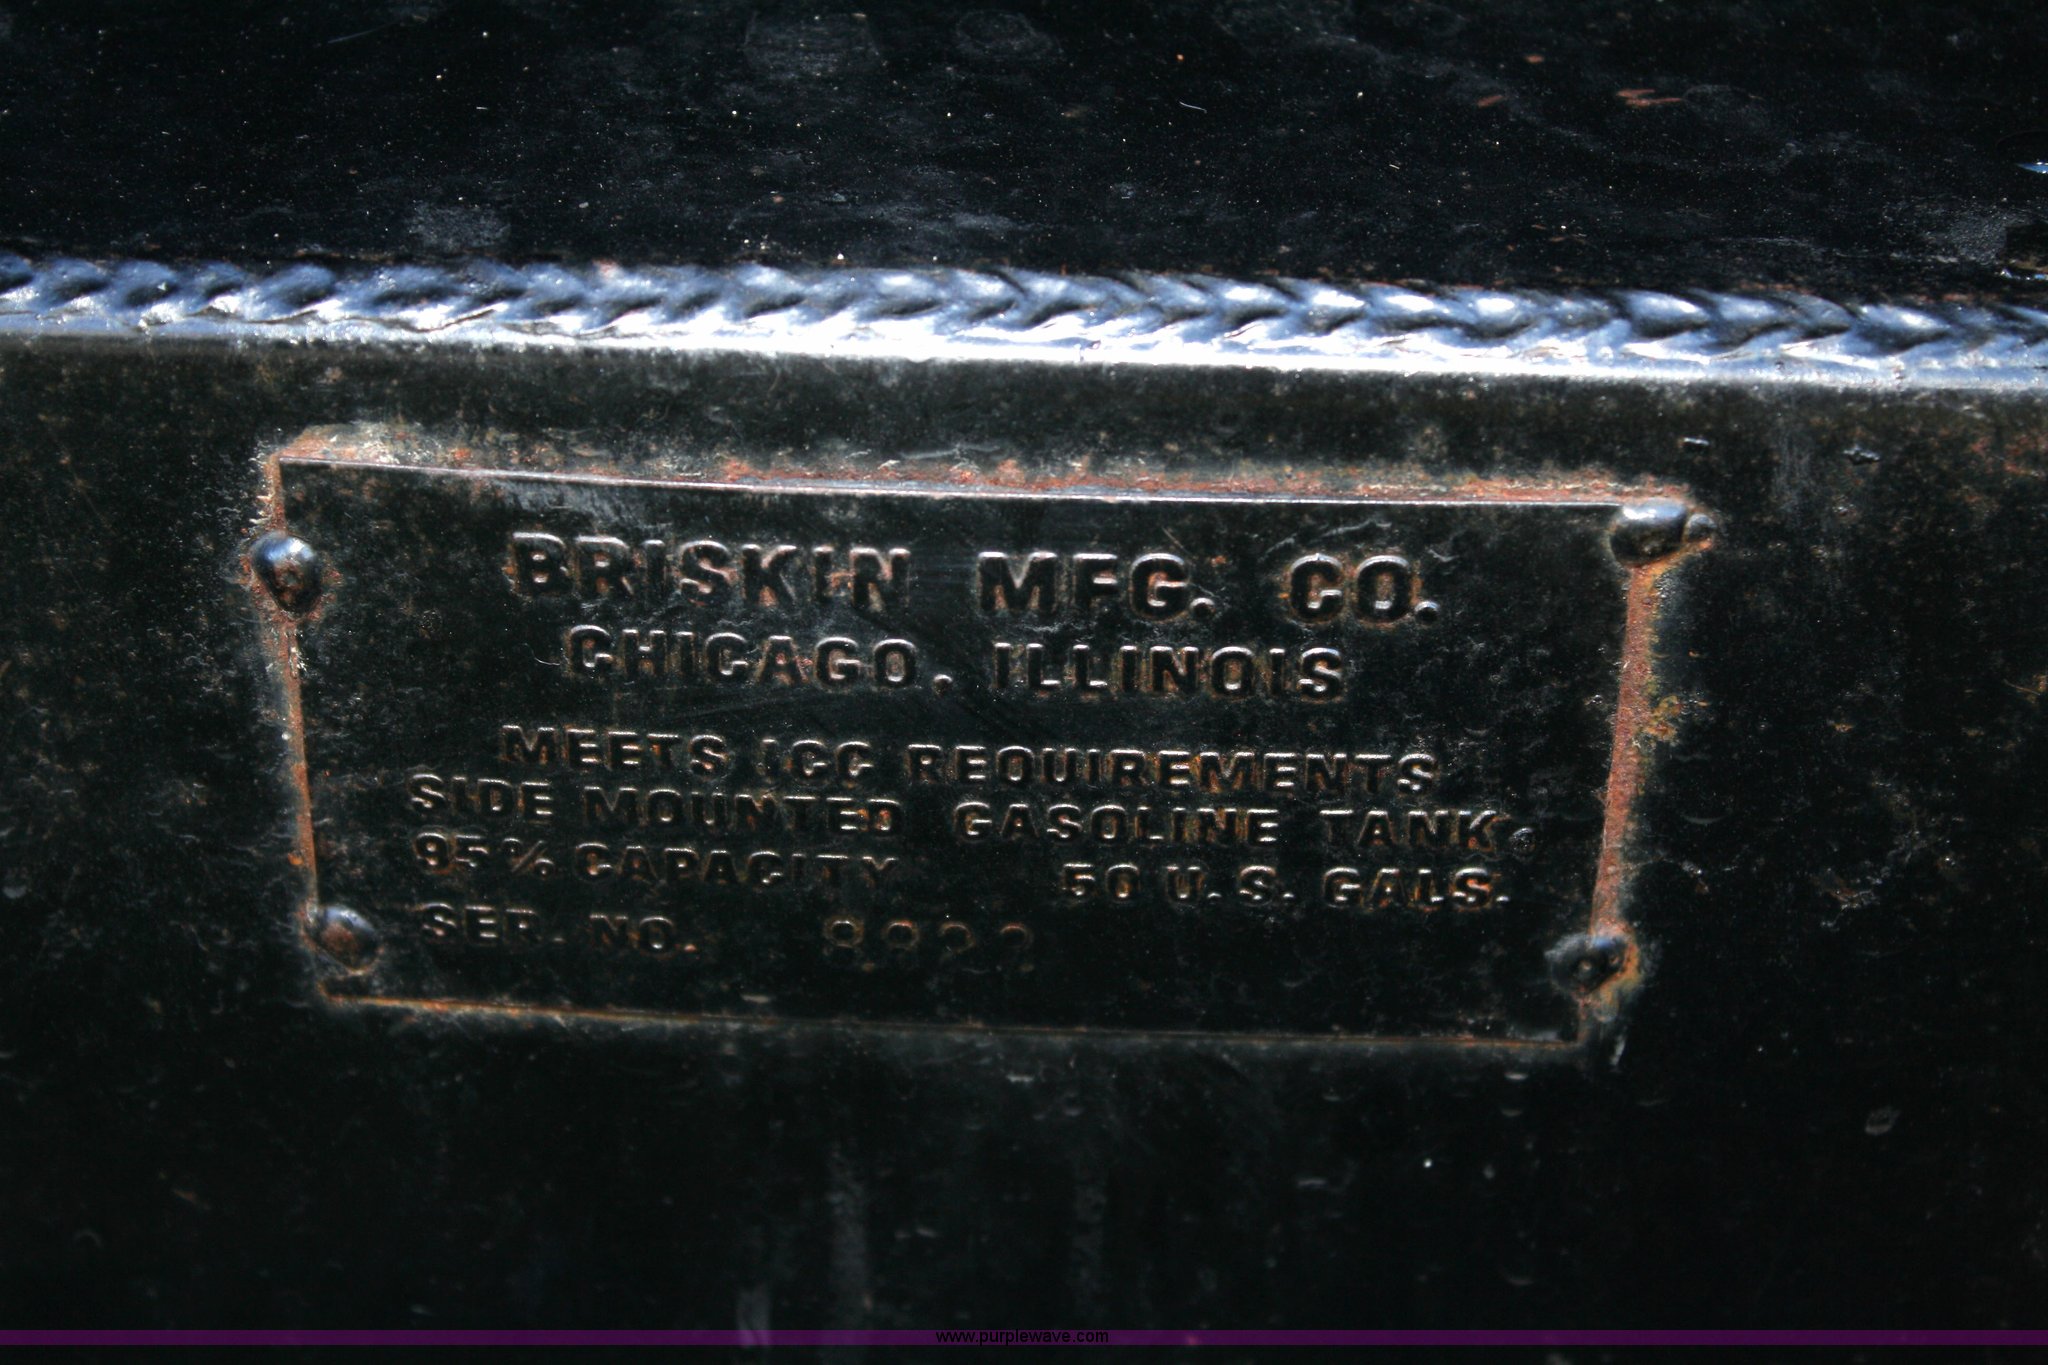 BRISKIN MFG. CO.
CHICAGO, ILLINOIS
MEETS ICC REQUIREMENTS
SIDE MOUNTED GASOLINE TANK.
95% CAPACITY 50 U.S. GALS.
SER. NO.
www.purplewave.com